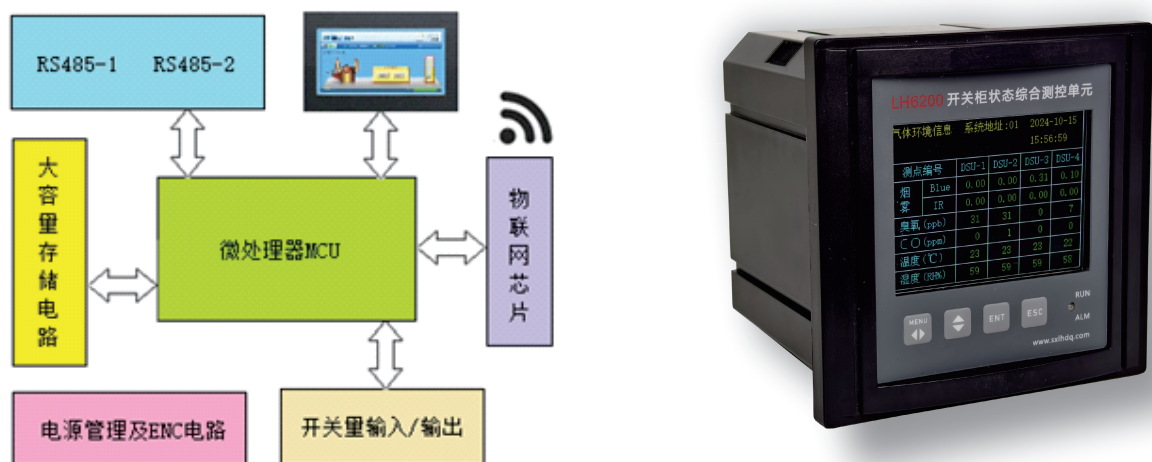 RS485-1 RS485-2
大容量存储电路
微处理器MCU
物联网芯片
电源管理及ENC电路
开关量输入/输出
LH6200 开关柜状态综合测控单元
气体环境信息 系统地址:01 2024-10-15
15:56:59
测点编号 DSU-1 DSU-2 DSU-3 DSU-4
烟雾 Blue 0.00 0.00 0.31 0.10
IR 0.00 0.00 0.00 0.00
臭氧(ppb) 31 31 0 7
CO(ppm) 0 1 0 0
温度(℃) 23 23 23 22
湿度(RH%) 59 59 59 58
MENU ENT ESC
RUN
ALM
www.sxlhdq.com